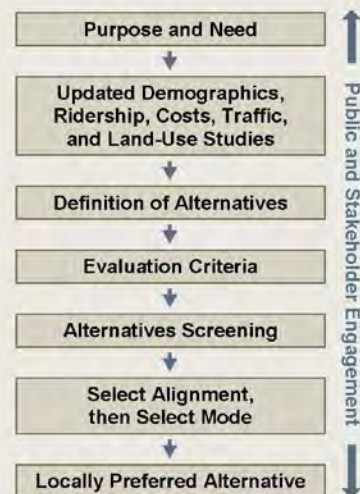 Purpose and Need
Updated Demographics,
Ridership, Costs, Traffic,
and Land-Use Studies
Definition of Alternatives
Evaluation Criteria
Alternatives Screening
Select Alignment,
then Select Mode
Locally Preferred Alternative
Public and Stakeholder Engagement